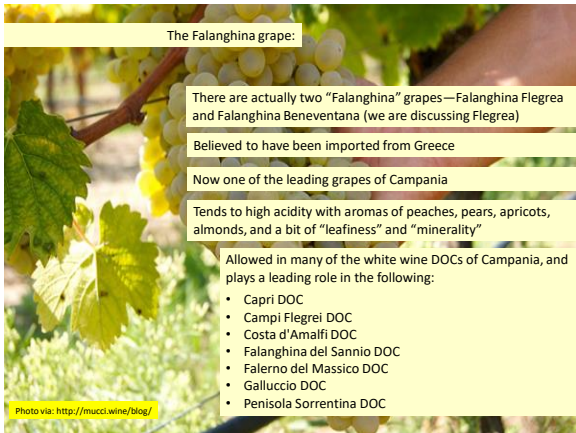 The Falanghina grape:
There are actually two “Falanghina” grapes—Falanghina Flegrea
and Falanghina Beneventana (we are discussing Flegrea)
Believed to have been imported from Greece
Now one of the leading grapes of Campania
Tends to high acidity with aromas of peaches, pears, apricots,
almonds, and a bit of “leafiness” and “minerality”
Allowed in many of the white wine DOCs of Campania, and
plays a leading role in the following:
• Capri DOC
• Campi Flegrei DOC
• Costa d'Amalfi DOC
• Falanghina del Sannio DOC
• Falerno del Massico DOC
• Galluccio DOC
• Penisola Sorrentina DOC
Photo via: http://mucci.wine/blog/